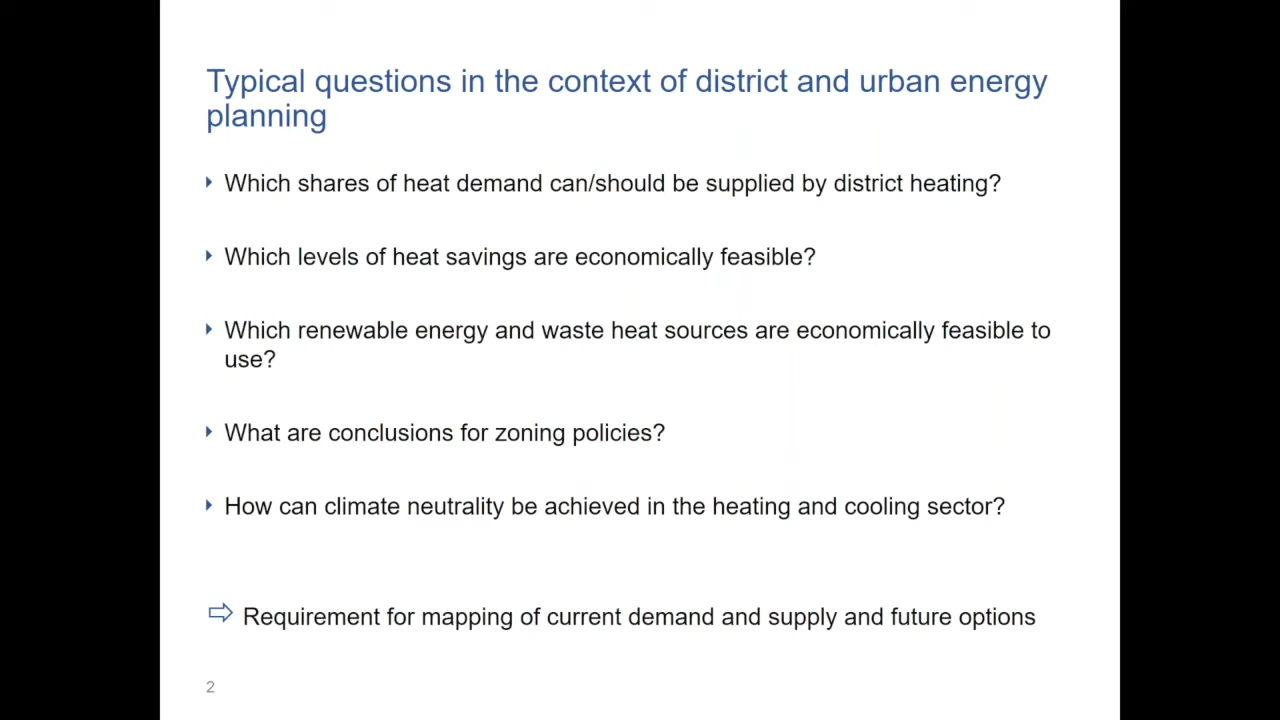 Typical questions in the context of district and urban energy
planning
Which shares of heat demand can/should be supplied by district heating?
Which levels of heat savings are economically feasible?
Which renewable energy and waste heat sources are economically feasible to
use?
What are conclusions for zoning policies?
How can climate neutrality be achieved in the heating and cooling sector?
Requirement for mapping of current demand and supply and future options
2